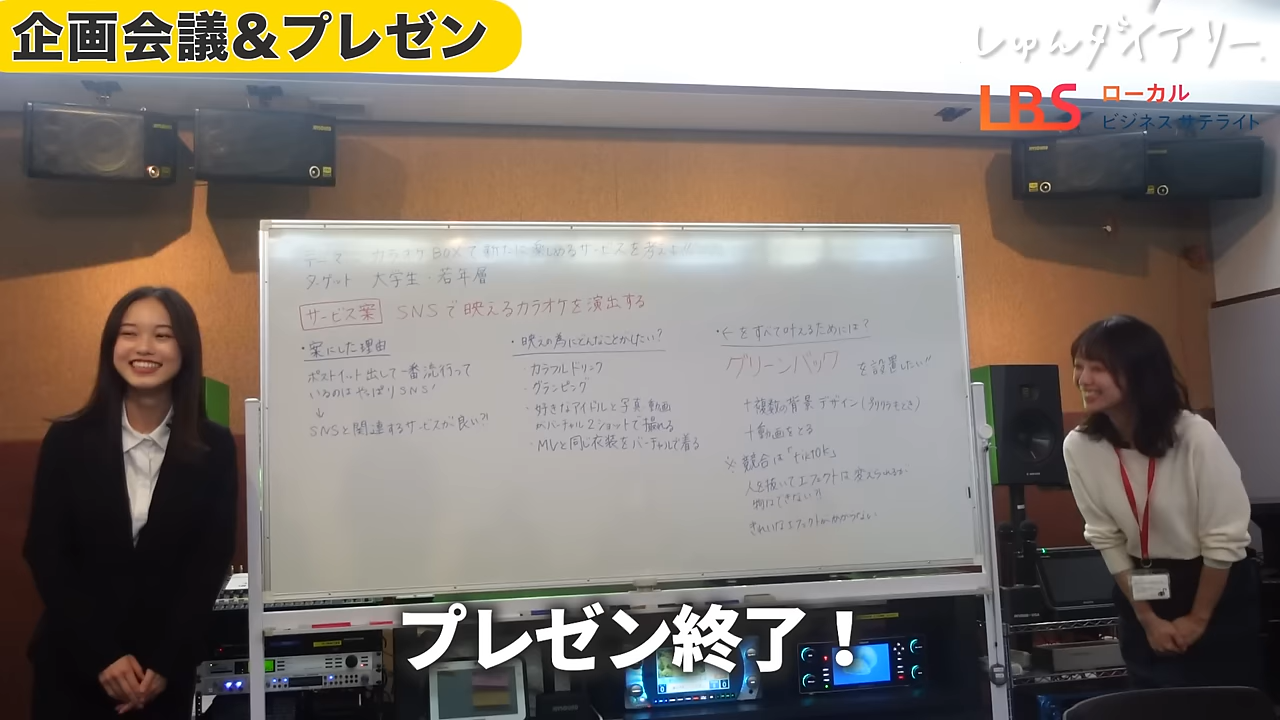 企画会議&プレゼン
しゅんダイアリー
LBS ローカル
ビジネスサテライト
テーマ カラオケBOXで新たに楽しめるサービスを考えよ!!
ターゲット 大学生・若年層
サービス案 SNSで映えるカラオケを演出する
・案にした理由
ポストイット出して一番流行って
いるのはやっぱりSNS!
↓
SNSと関連するサービスが良い?!
・映えの為にどんなことがしたい?
・カラフルドリンク
・グランピング
・好きなアイドルと写真 動画
がバーチャル2ショットで撮れる
・MVと同じ衣装をバーチャルで着る
・←をすべて叶えるためには?
グリーンバックを設置したい!!
+複数の背景デザイン(プリクラもどき)
+動画をとる
※競合は「tiktok」
人を抜いてエフェクトは変えられるが、
物はできない?!
きれいなエフェクトがかからない
プレゼン終了!